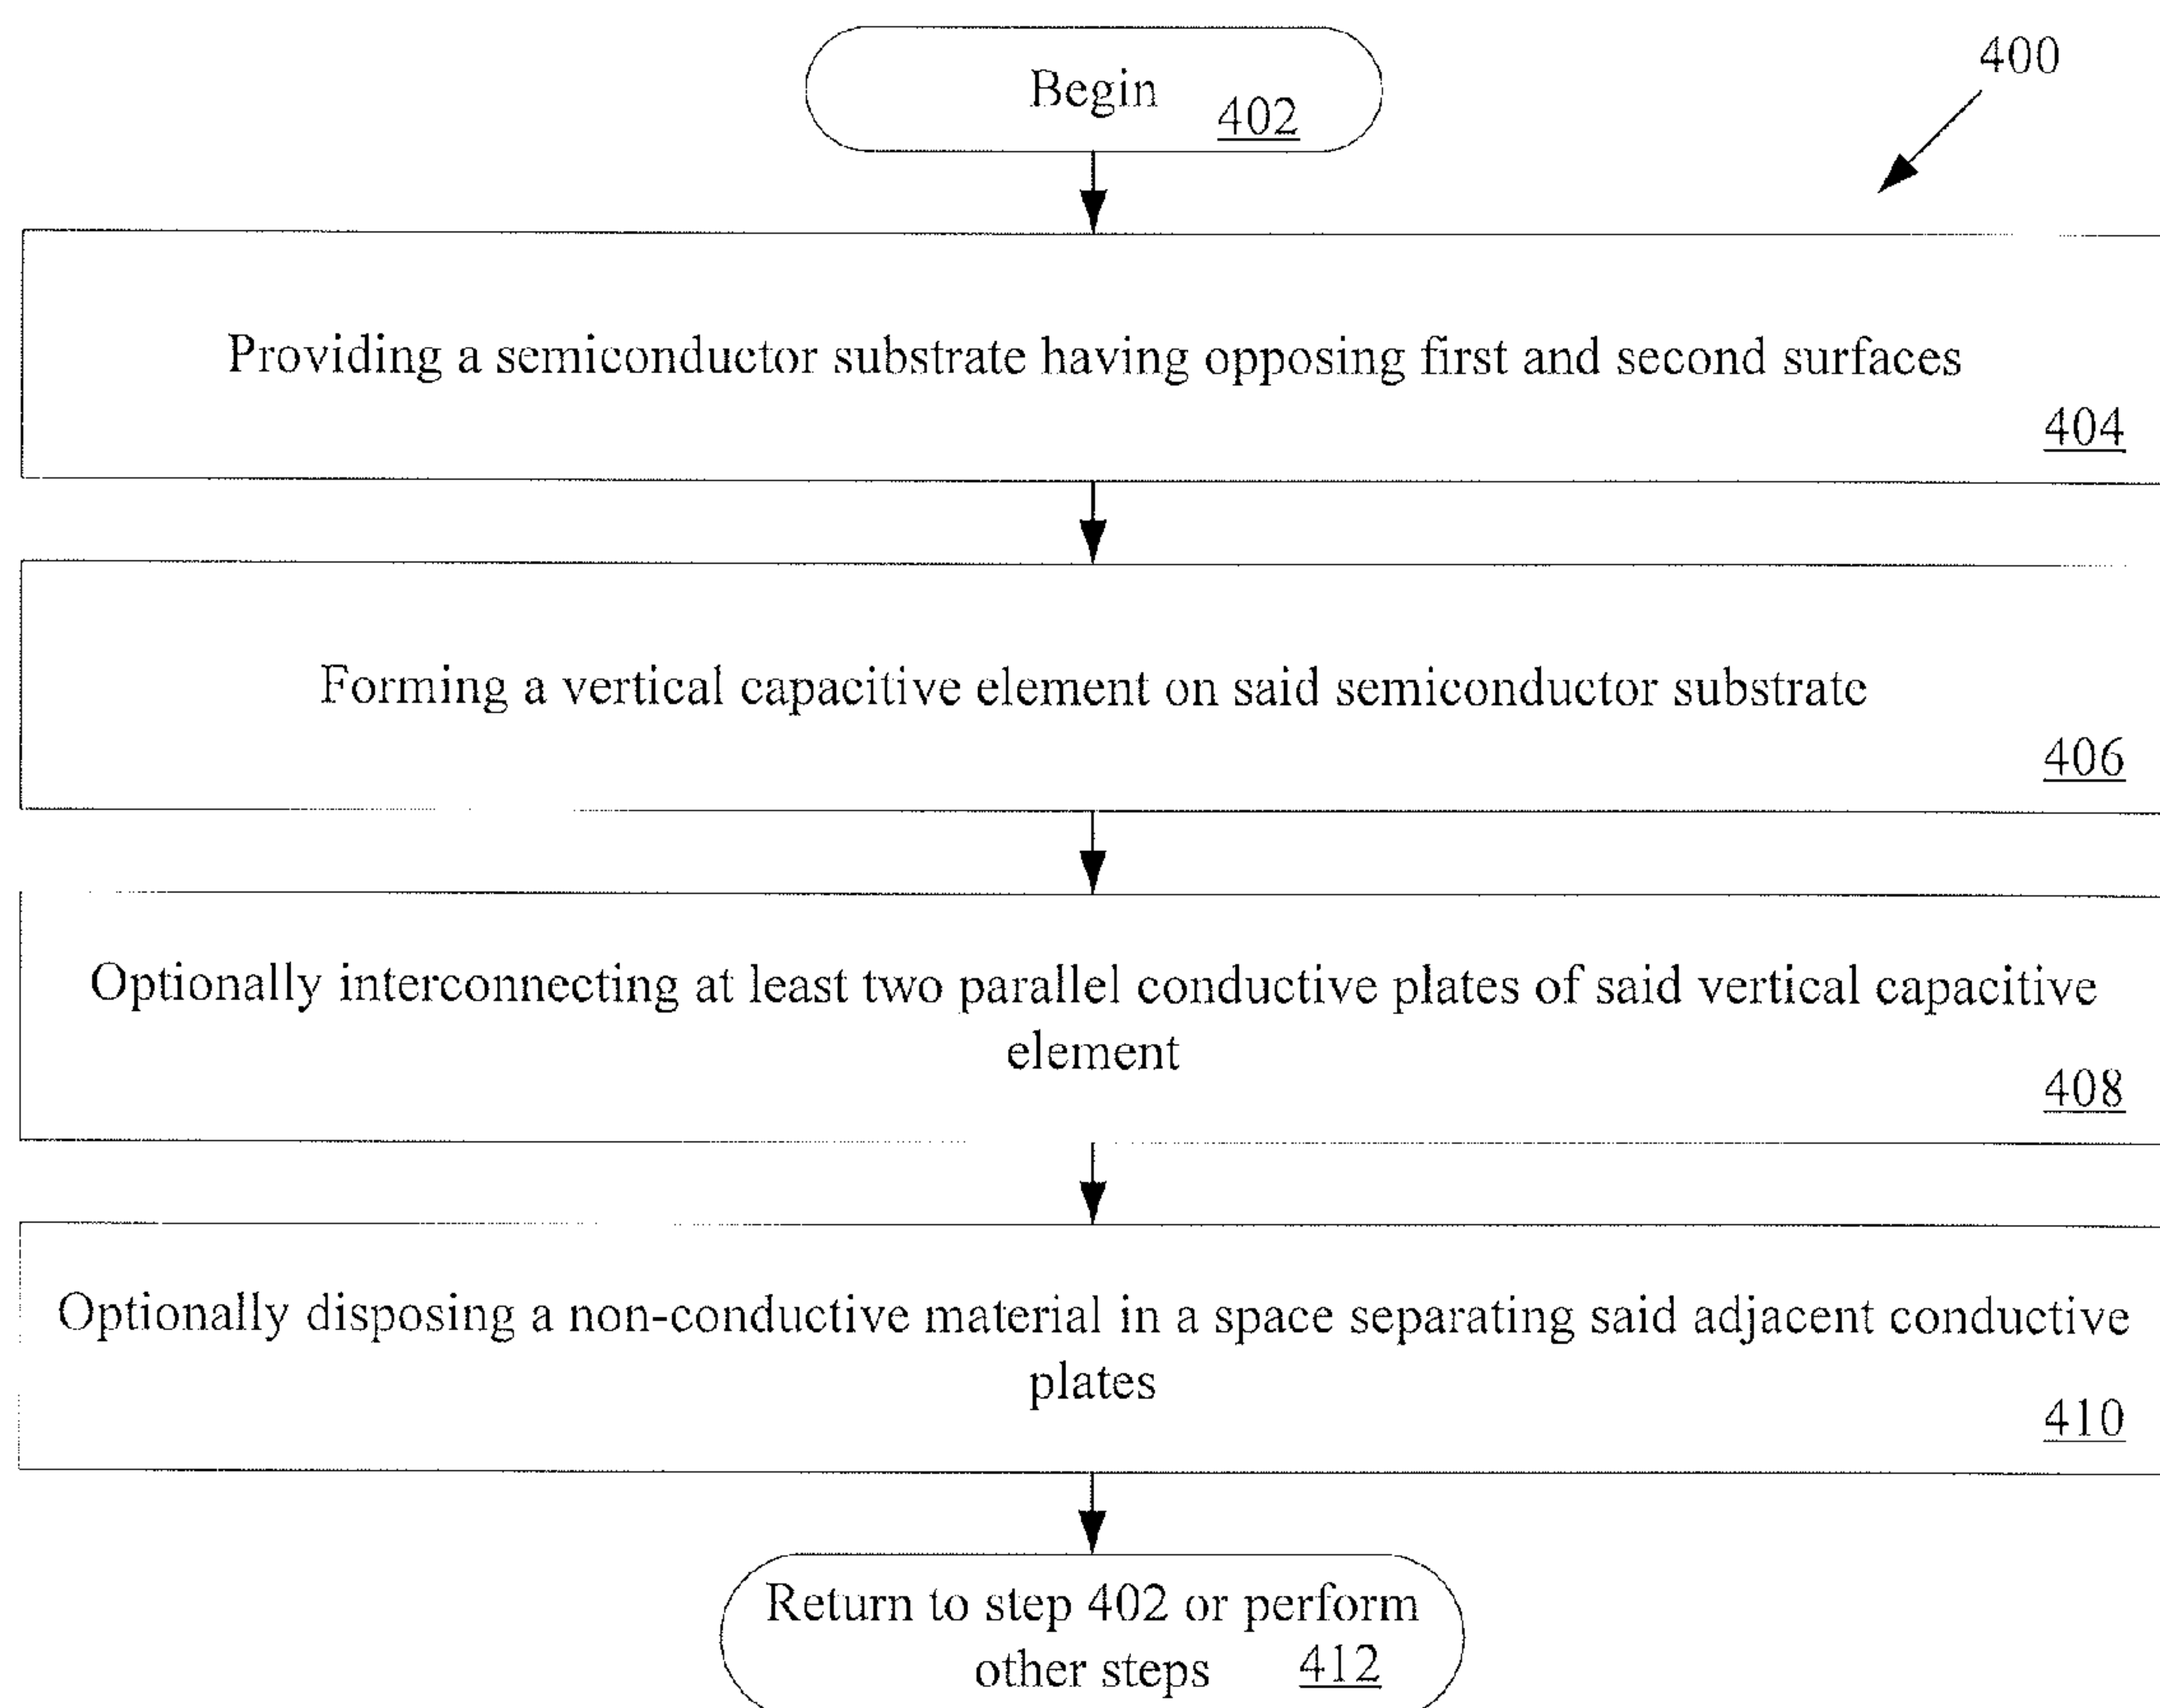 400
Begin 402
Providing a semiconductor substrate having opposing first and second surfaces
404
Forming a vertical capacitive element on said semiconductor substrate
406
Optionally interconnecting at least two parallel conductive plates of said vertical capacitive
element
408
Optionally disposing a non-conductive material in a space separating said adjacent conductive
plates
410
Return to step 402 or perform
other steps 412